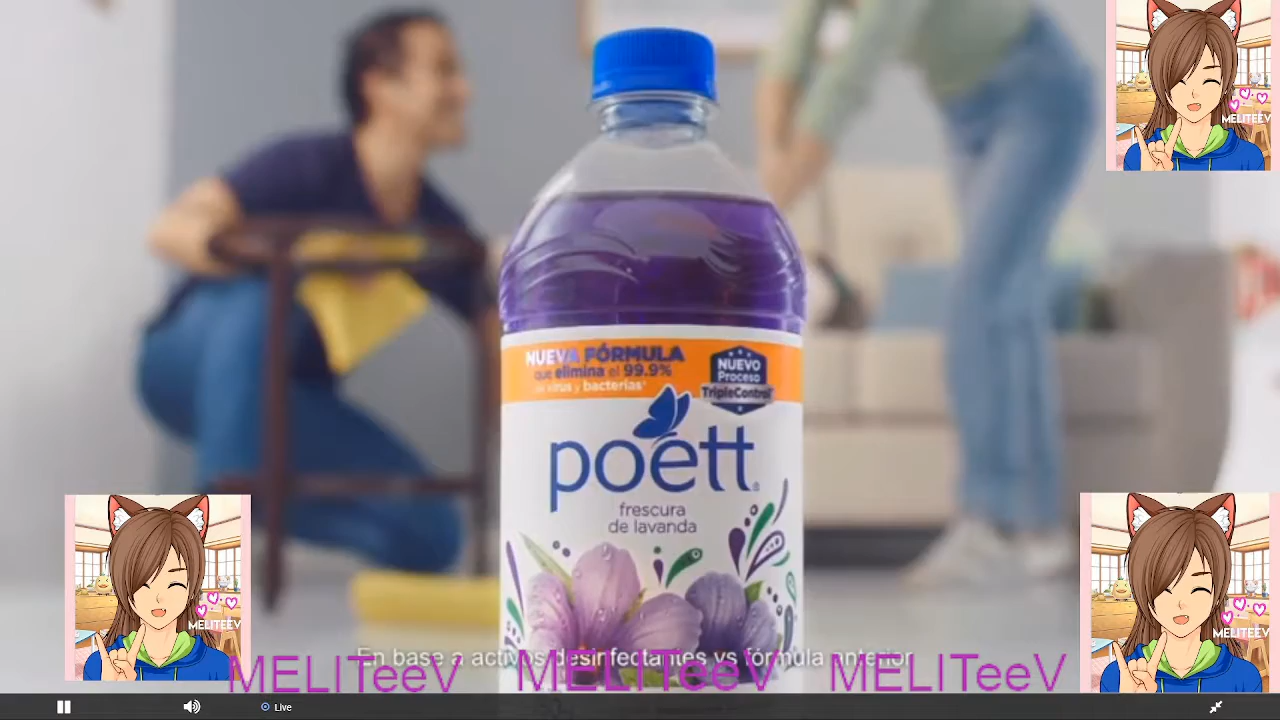 MELITEEV
NUEVA FÓRMULA
que elimina el 99.9%
de virus y bacterias*
NUEVO
Proceso
TripleControl
poett
frescura
de lavanda
MELITEEV
MELITEEV
En base a activos desinfectantes vs fórmula anterior
MELITeeV MELITeeV MELITeeV
Live